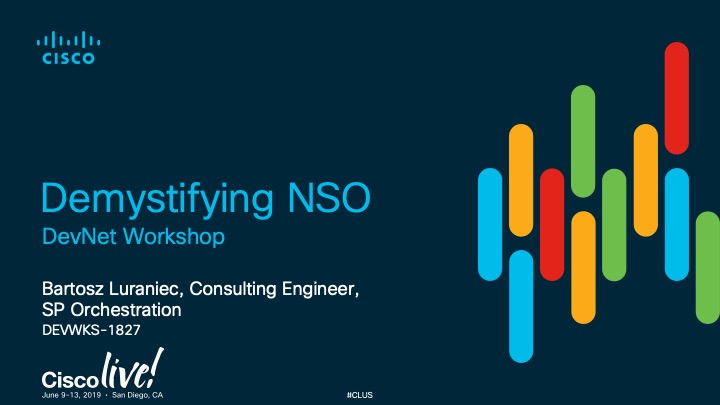 CISCO
Demystifying NSO
DevNet Workshop
Bartosz Luraniec, Consulting Engineer,
SP Orchestration
DEVWKS-1827
Cisco live!
June 9-13, 2019 · San Diego, CA
#CLUS